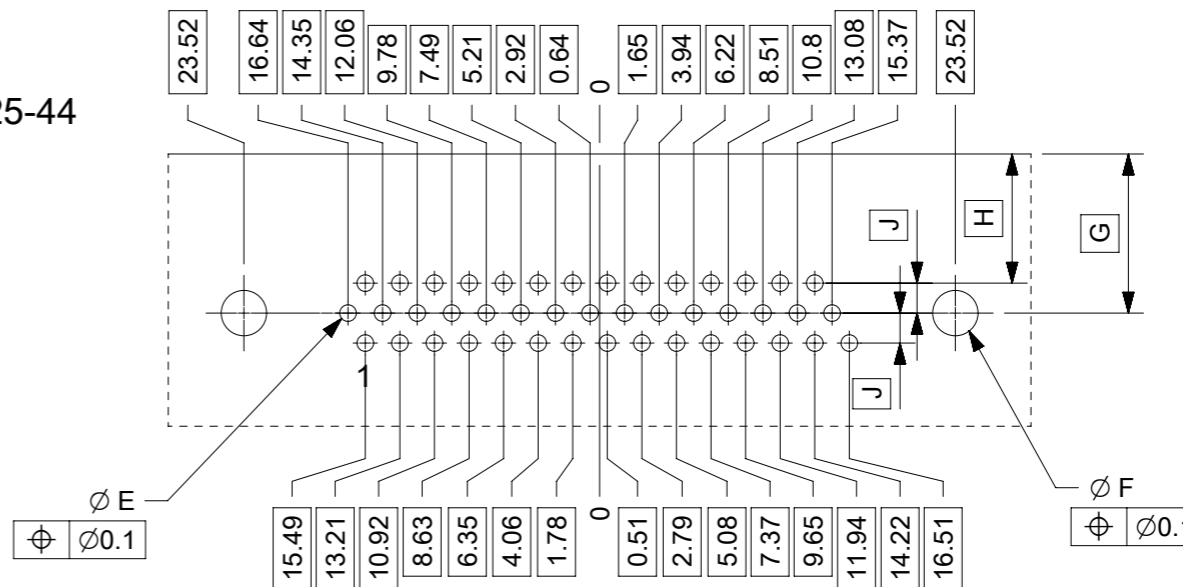 23.52 16.64 14.35 12.06 9.78 7.49 5.21 2.92 0.64 0 1.65 3.94 6.22 8.51 10.8 13.08 15.37 23.52
25-44
H
J
G
1
J
Ø E
⌖ Ø0.1
Ø F
⌖ Ø0.1
15.49 13.21 10.92 8.63 6.35 4.06 1.78 0 0.51 2.79 5.08 7.37 9.65 11.94 14.22 16.51